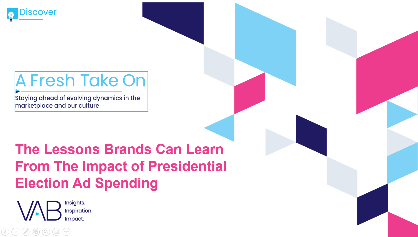 Discover
A Fresh Take On
Staying ahead of evolving dynamics in the
marketplace and our culture
The Lessons Brands Can Learn
From The Impact of Presidential
Election Ad Spending
VAB
Insights.
Inspiration.
Impact.